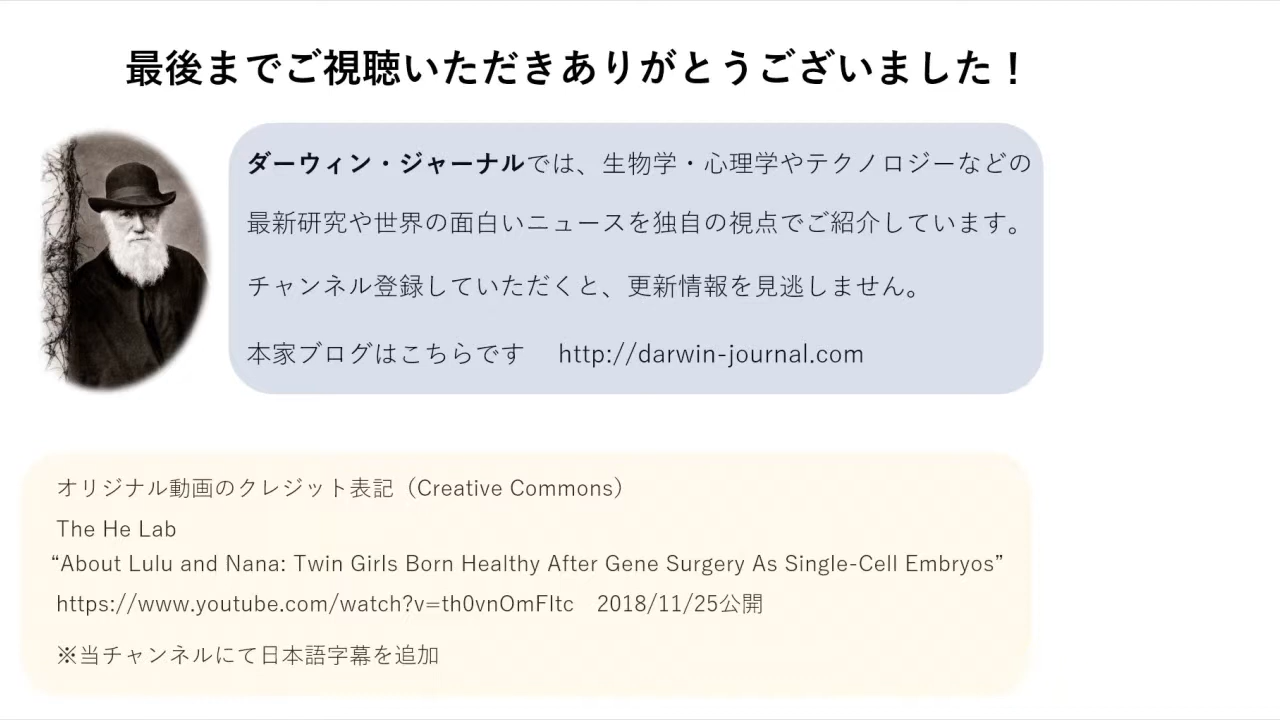 最後までご視聴いただきありがとうございました！
ダーウィン・ジャーナルでは、生物学・心理学やテクノロジーなどの
最新研究や世界の面白いニュースを独自の視点でご紹介しています。
チャンネル登録していただくと、更新情報を見逃しません。
本家ブログはこちらです　http://darwin-journal.com
オリジナル動画のクレジット表記（Creative Commons）
The He Lab
“About Lulu and Nana: Twin Girls Born Healthy After Gene Surgery As Single-Cell Embryos”
https://www.youtube.com/watch?v=th0vnOmFltc　2018/11/25公開
※当チャンネルにて日本語字幕を追加